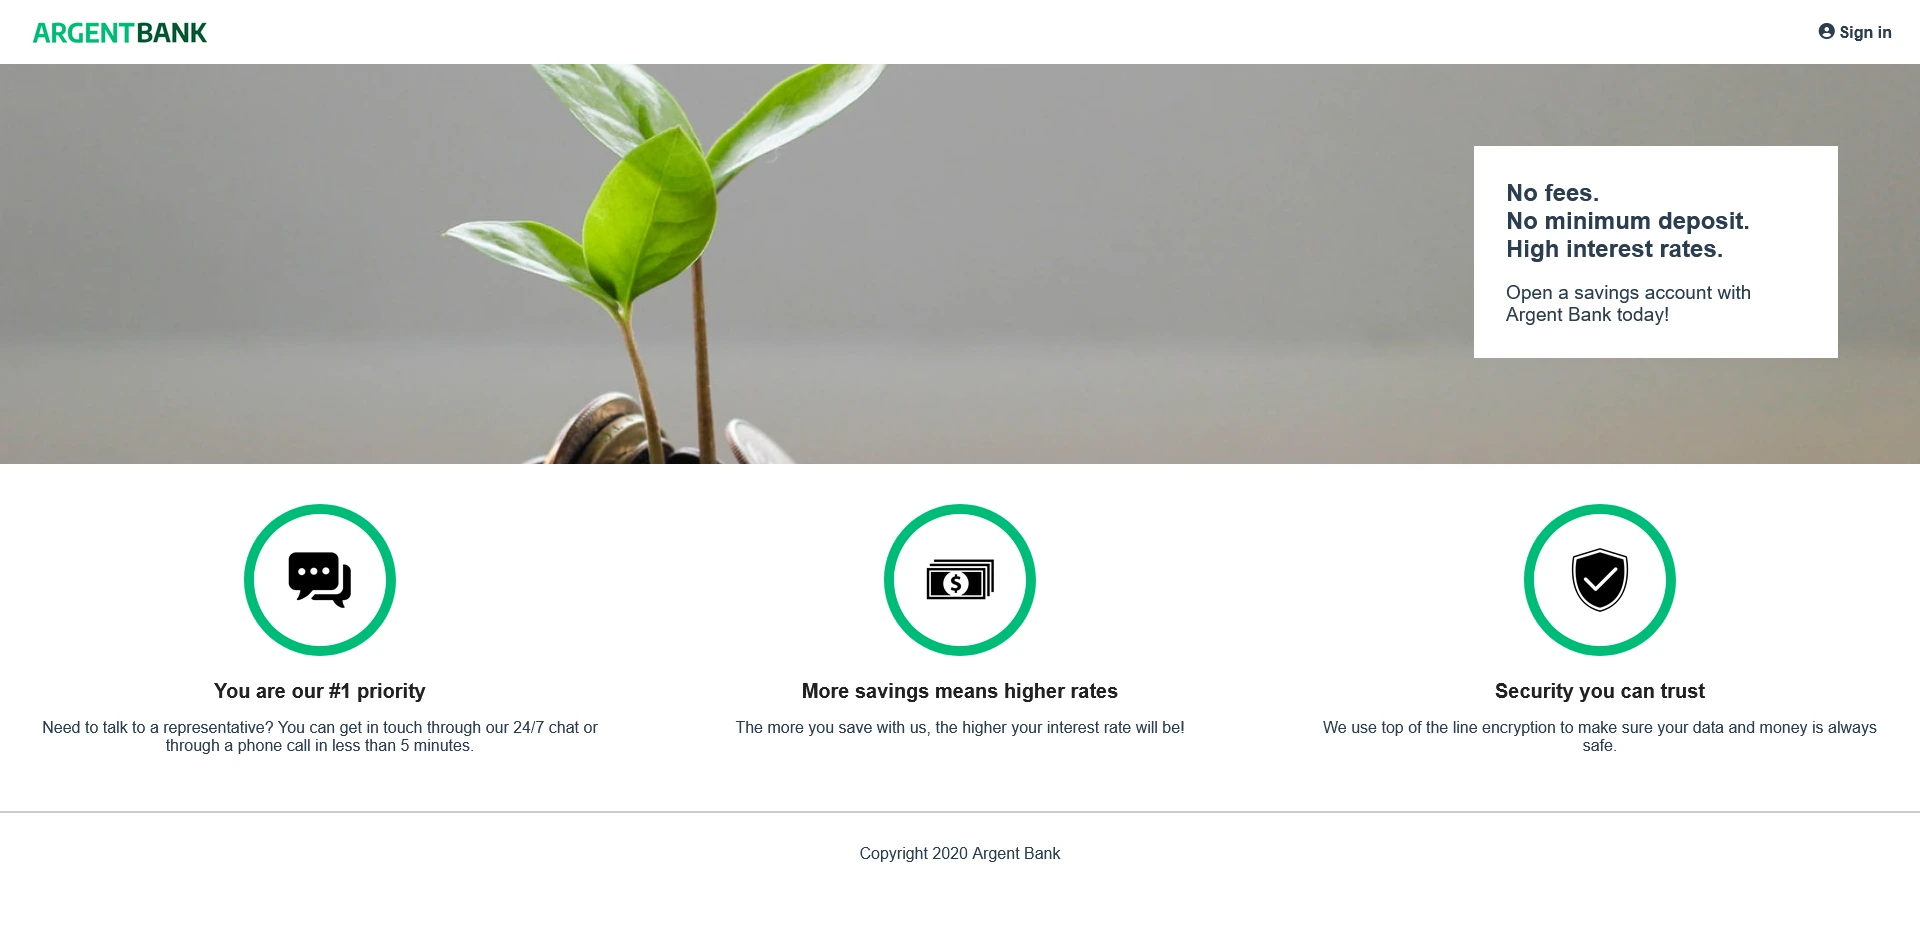 ARGENTBANK
Sign in
No fees.
No minimum deposit.
High interest rates.
Open a savings account with
Argent Bank today!
You are our #1 priority
Need to talk to a representative? You can get in touch through our 24/7 chat or
through a phone call in less than 5 minutes.
$
More savings means higher rates
The more you save with us, the higher your interest rate will be!
Security you can trust
We use top of the line encryption to make sure your data and money is always
safe.
Copyright 2020 Argent Bank